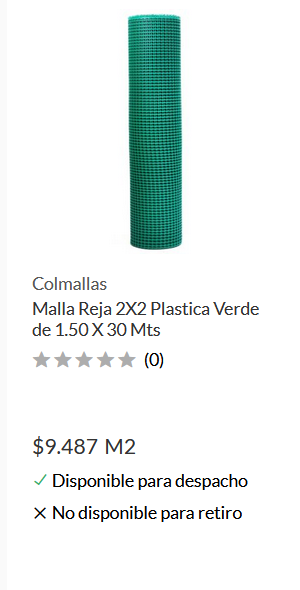 Colmallas
Malla Reja 2X2 Plastica Verde
de 1.50 X 30 Mts
(0)
$9.487 M2
Disponible para despacho
No disponible para retiro